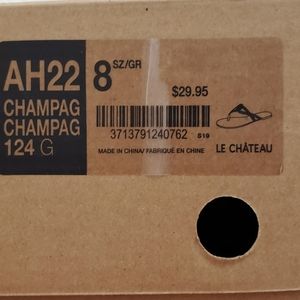 AH22
CHAMPAG
CHAMPAG
124 G
8 SZ/GR
$29.95
3713791240762 S19
MADE IN CHINA/ FABRIQUÉ EN CHINE
LE CHÂTEAU